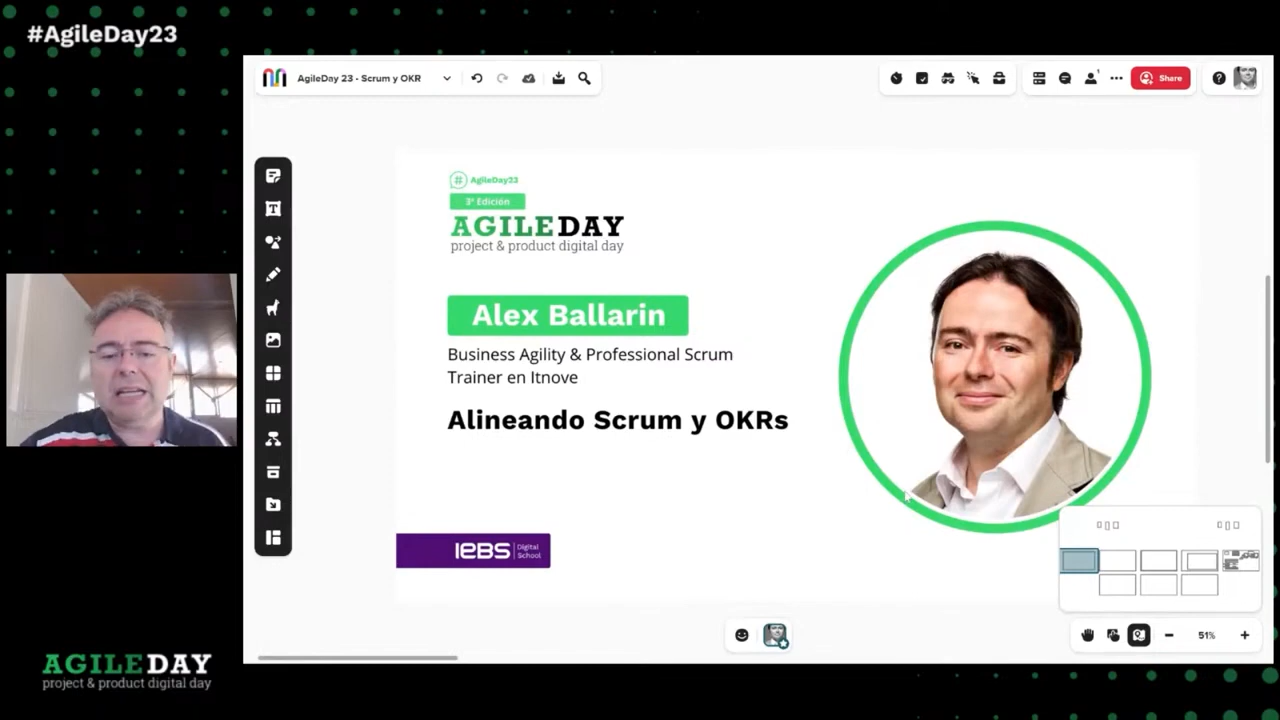 #AgileDay23
AgileDay 23 - Scrum y OKR
1
Share
# AgileDay23
3ª Edición
AGILEDAY
project & product digital day
Alex Ballarin
Business Agility & Professional Scrum
Trainer en Itnove
Alineando Scrum y OKRs
IEBS Digital
School
51%
AGILEDAY
project & product digital day